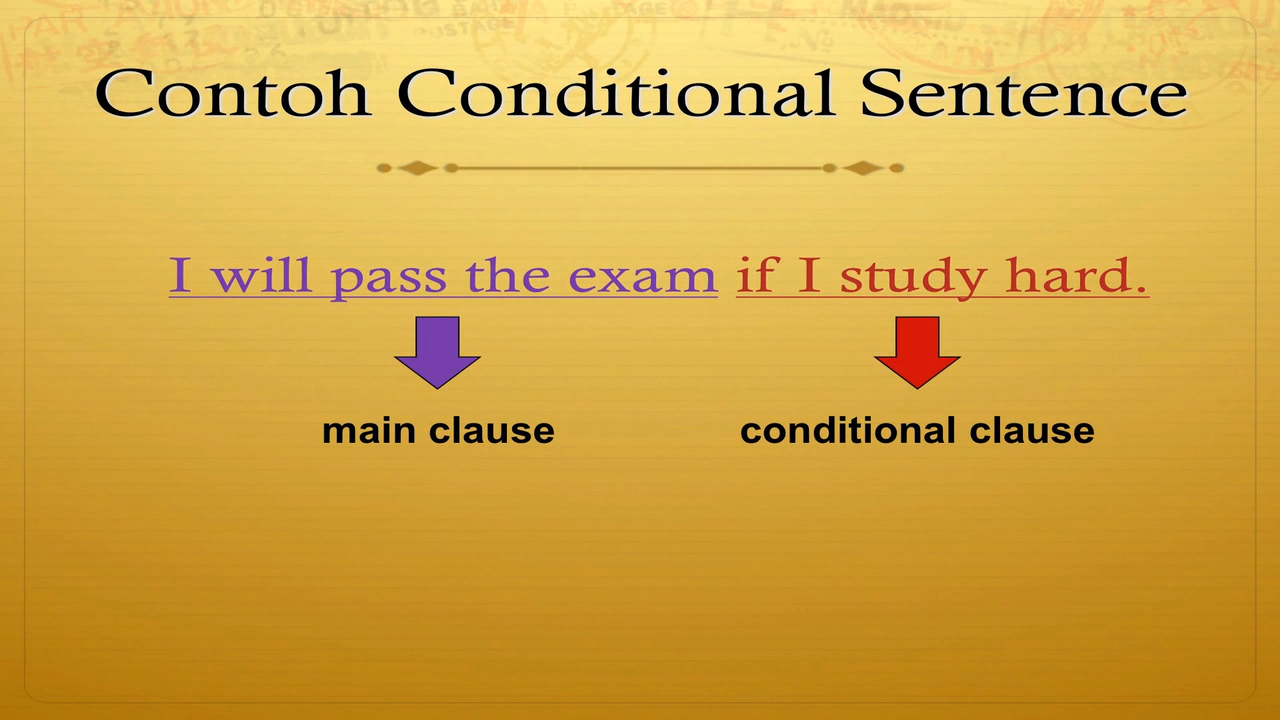 Contoh Conditional Sentence
I will pass the exam if I study hard.
main clause
conditional clause